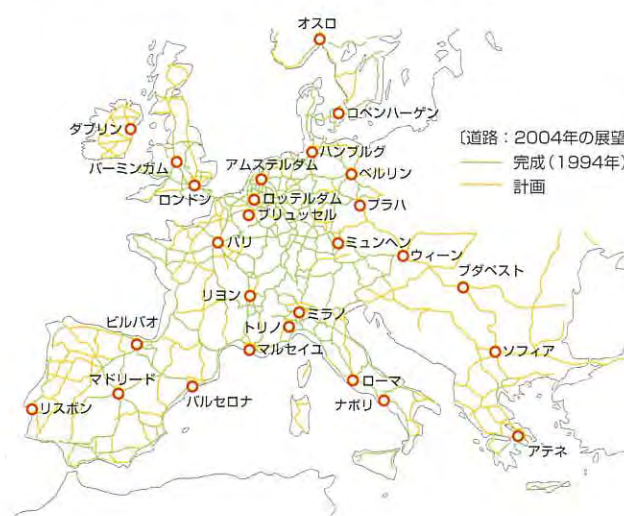 オスロ
ロペンハーゲン
ダブリン
〔道路：2004年の展望
ハンブルグ
完成（1994年）
バーミンガム
アムステルダム
ベルリン
計画
ロンドン
ロッテルダム
プラハ
ブリュッセル
パリ
ミュンヘン
ウィーン
ブダペスト
リヨン
ミラノ
ビルバオ
トリノ
ソフィア
マルセイユ
マドリード
ローマ
リスボン
バルセロナ
ナポリ
アテネ